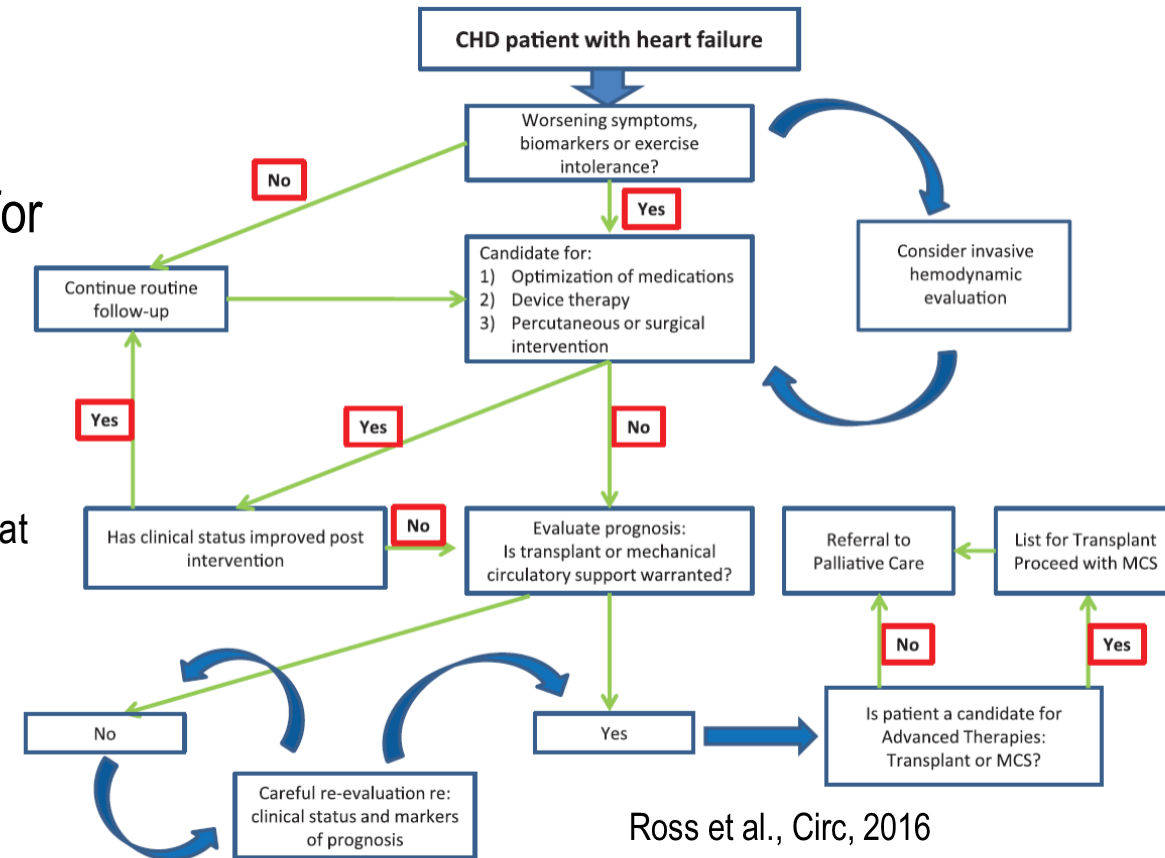 CHD patient with heart failure
Worsening symptoms,
biomarkers or exercise
intolerance?
No
Yes
for
Consider invasive
hemodynamic
evaluation
Candidate for:
1) Optimization of medications
2) Device therapy
3) Percutaneous or surgical
intervention
Continue routine
follow-up
Yes
Yes
No
at
Has clinical status improved post
intervention
No
Evaluate prognosis:
Is transplant or mechanical
circulatory support warranted?
Referral to
Palliative Care
List for Transplant
Proceed with MCS
No
Yes
No
Yes
Is patient a candidate for
Advanced Therapies:
Transplant or MCS?
Careful re-evaluation re:
clinical status and markers
of prognosis
Ross et al., Circ, 2016